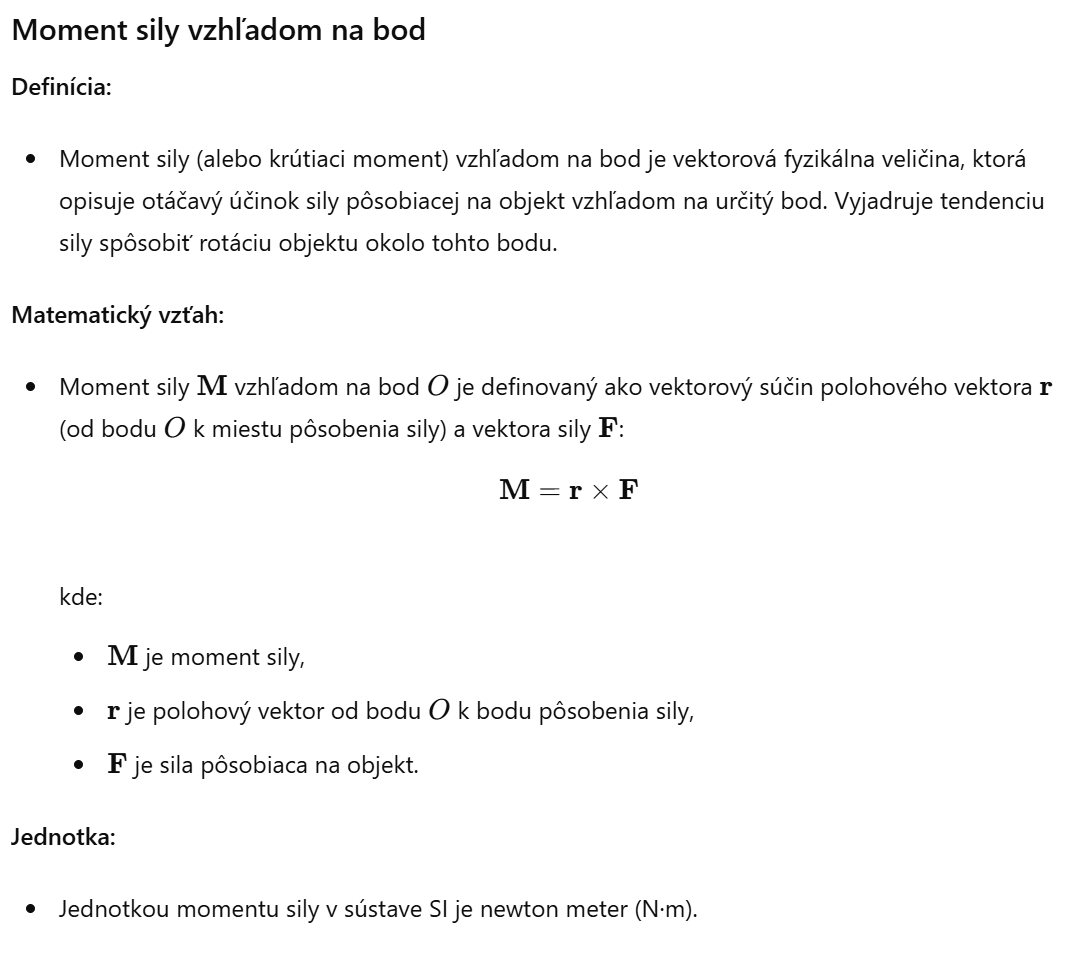 Moment sily vzhľadom na bod
Definícia:
• Moment sily (alebo krútiaci moment) vzhľadom na bod je vektorová fyzikálna veličina, ktorá
opisuje otáčavý účinok sily pôsobiacej na objekt vzhľadom na určitý bod. Vyjadruje tendenciu
sily spôsobiť rotáciu objektu okolo tohto bodu.
Matematický vzťah:
• Moment sily M vzhľadom na bod O je definovaný ako vektorový súčin polohového vektora r
(od bodu O k miestu pôsobenia sily) a vektora sily F:
M = r × F
kde:
• M je moment sily,
• r je polohový vektor od bodu O k bodu pôsobenia sily,
• F je sila pôsobiaca na objekt.
Jednotka:
• Jednotkou momentu sily v sústave SI je newton meter (N·m).